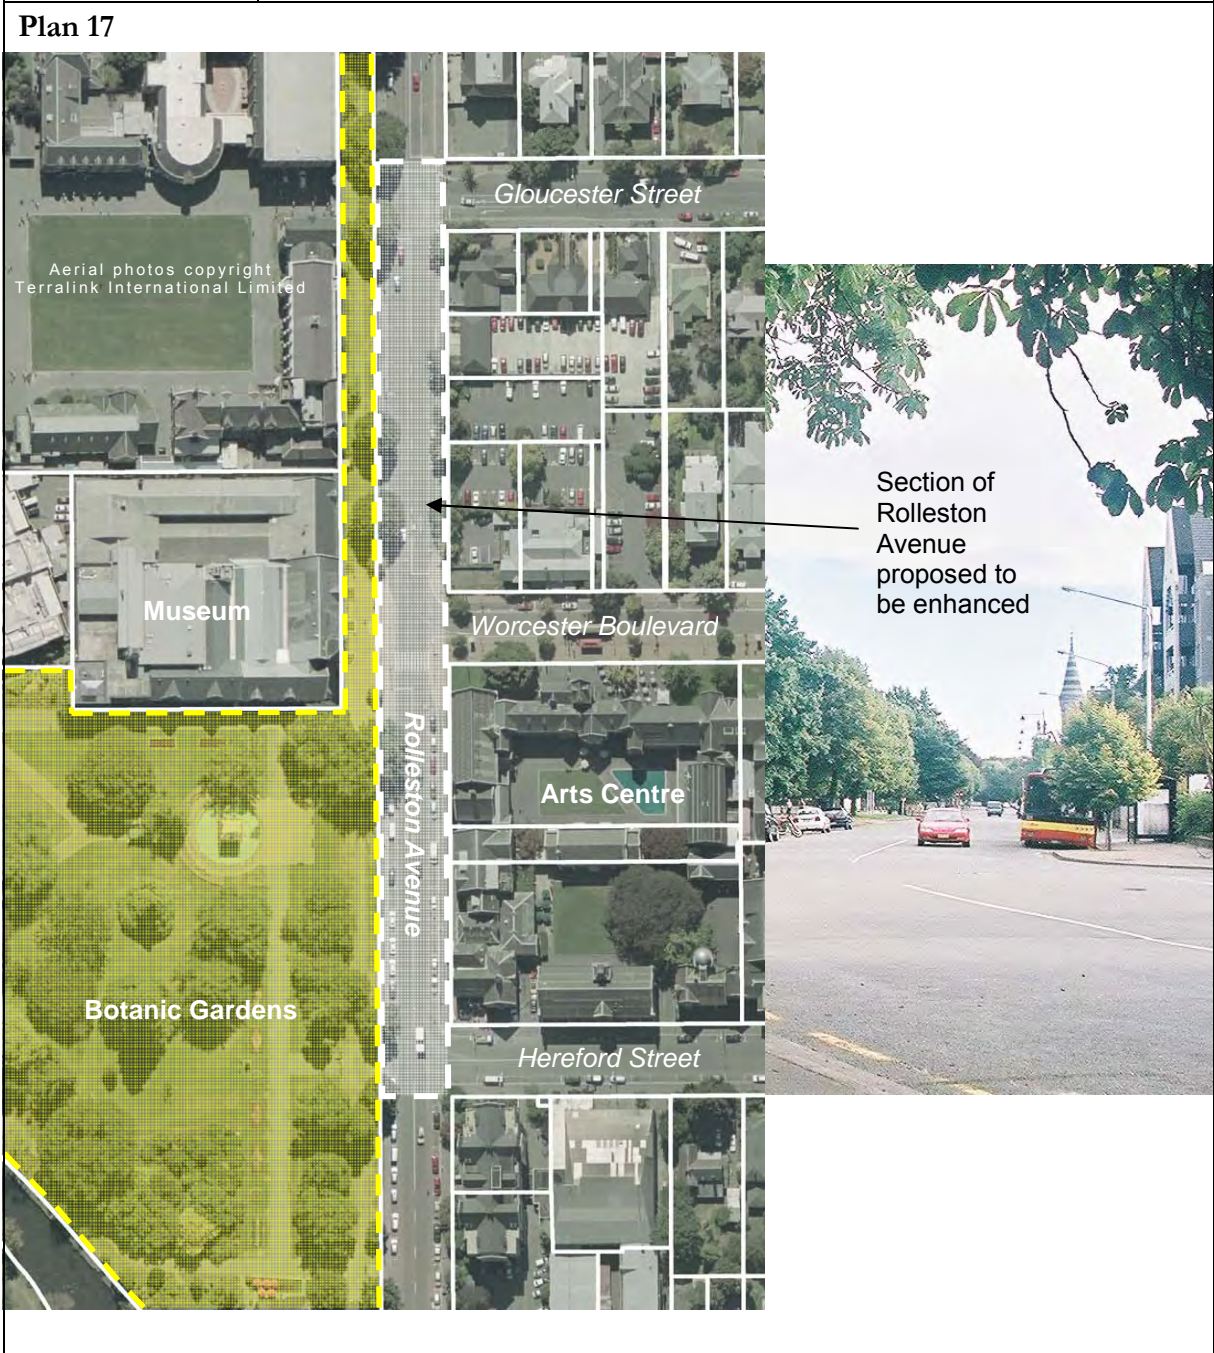 Plan 17
Gloucester Street
Aerial photos copyright
Terralink International Limited
Section of
Rolleston
Avenue
proposed to
be enhanced
Museum
Worcester Boulevard
Rolleston Avenue
Arts Centre
Botanic Gardens
Hereford Street